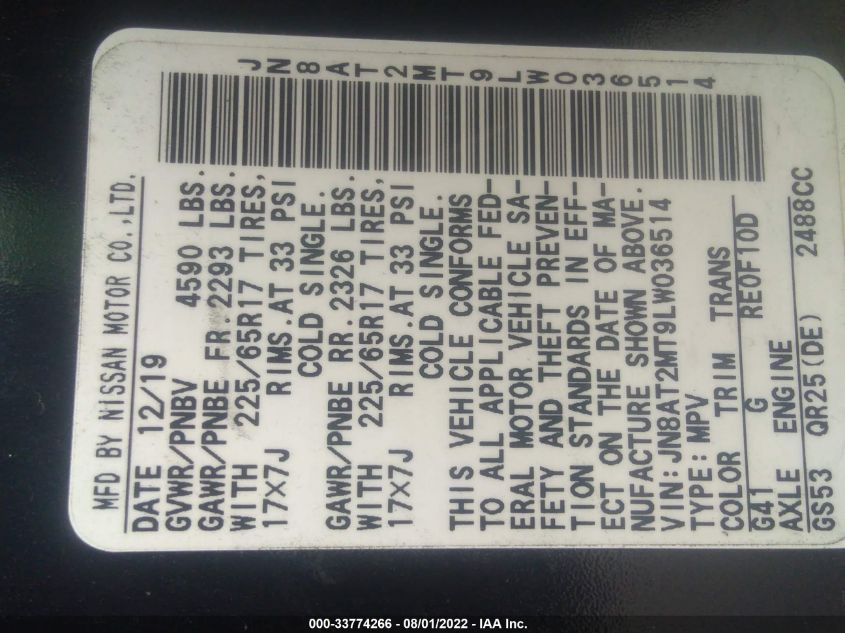 MFD BY NISSAN MOTOR CO.,LTD.
DATE 12/19
GVWR/PNBV 4590 LBS.
GAWR/PNBE FR. 2293 LBS.
WITH 225/65R17 TIRES,
17X7J RIMS.AT 33 PSI
COLD SINGLE.
GAWR/PNBE RR. 2326 LBS.
WITH 225/65R17 TIRES,
17X7J RIMS.AT 33 PSI
COLD SINGLE.
THIS VEHICLE CONFORMS
TO ALL APPLICABLE FED-
ERAL MOTOR VEHICLE SA-
FETY AND THEFT PREVEN-
TION STANDARDS IN EFF-
ECT ON THE DATE OF MA-
NUFACTURE SHOWN ABOVE.
VIN:JN8AT2MT9LW036514
TYPE:MPV
COLOR TRIM TRANS
G41 G RE0F10D
AXLE ENGINE
GS53 QR25(DE) 2488CC
JN8AT2MT9LW036514
000-33774266 - 08/01/2022 - IAA Inc.